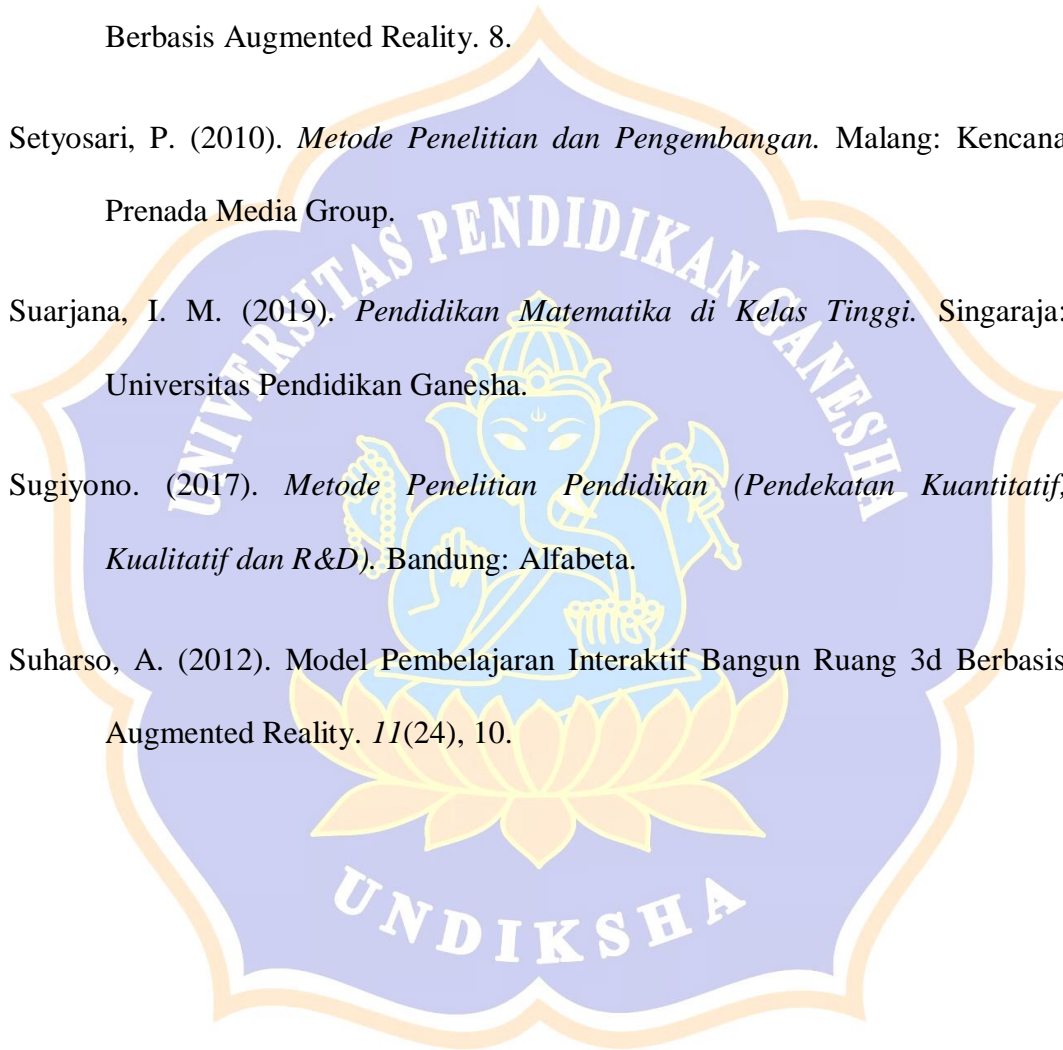 Berbasis Augmented Reality. 8.
Setyosari, P. (2010). Metode Penelitian dan Pengembangan. Malang: Kencana
Prenada Media Group.
UNIVERSITAS PENDIDIKAN GANESHA
Suarjana, I. M. (2019). Pendidikan Matematika di Kelas Tinggi. Singaraja:
Universitas Pendidikan Ganesha.
Sugiyono. (2017). Metode Penelitian Pendidikan (Pendekatan Kuantitatif,
Kualitatif dan R&D). Bandung: Alfabeta.
Suharso, A. (2012). Model Pembelajaran Interaktif Bangun Ruang 3d Berbasis
Augmented Reality. 11(24), 10.
UNDIKSHA